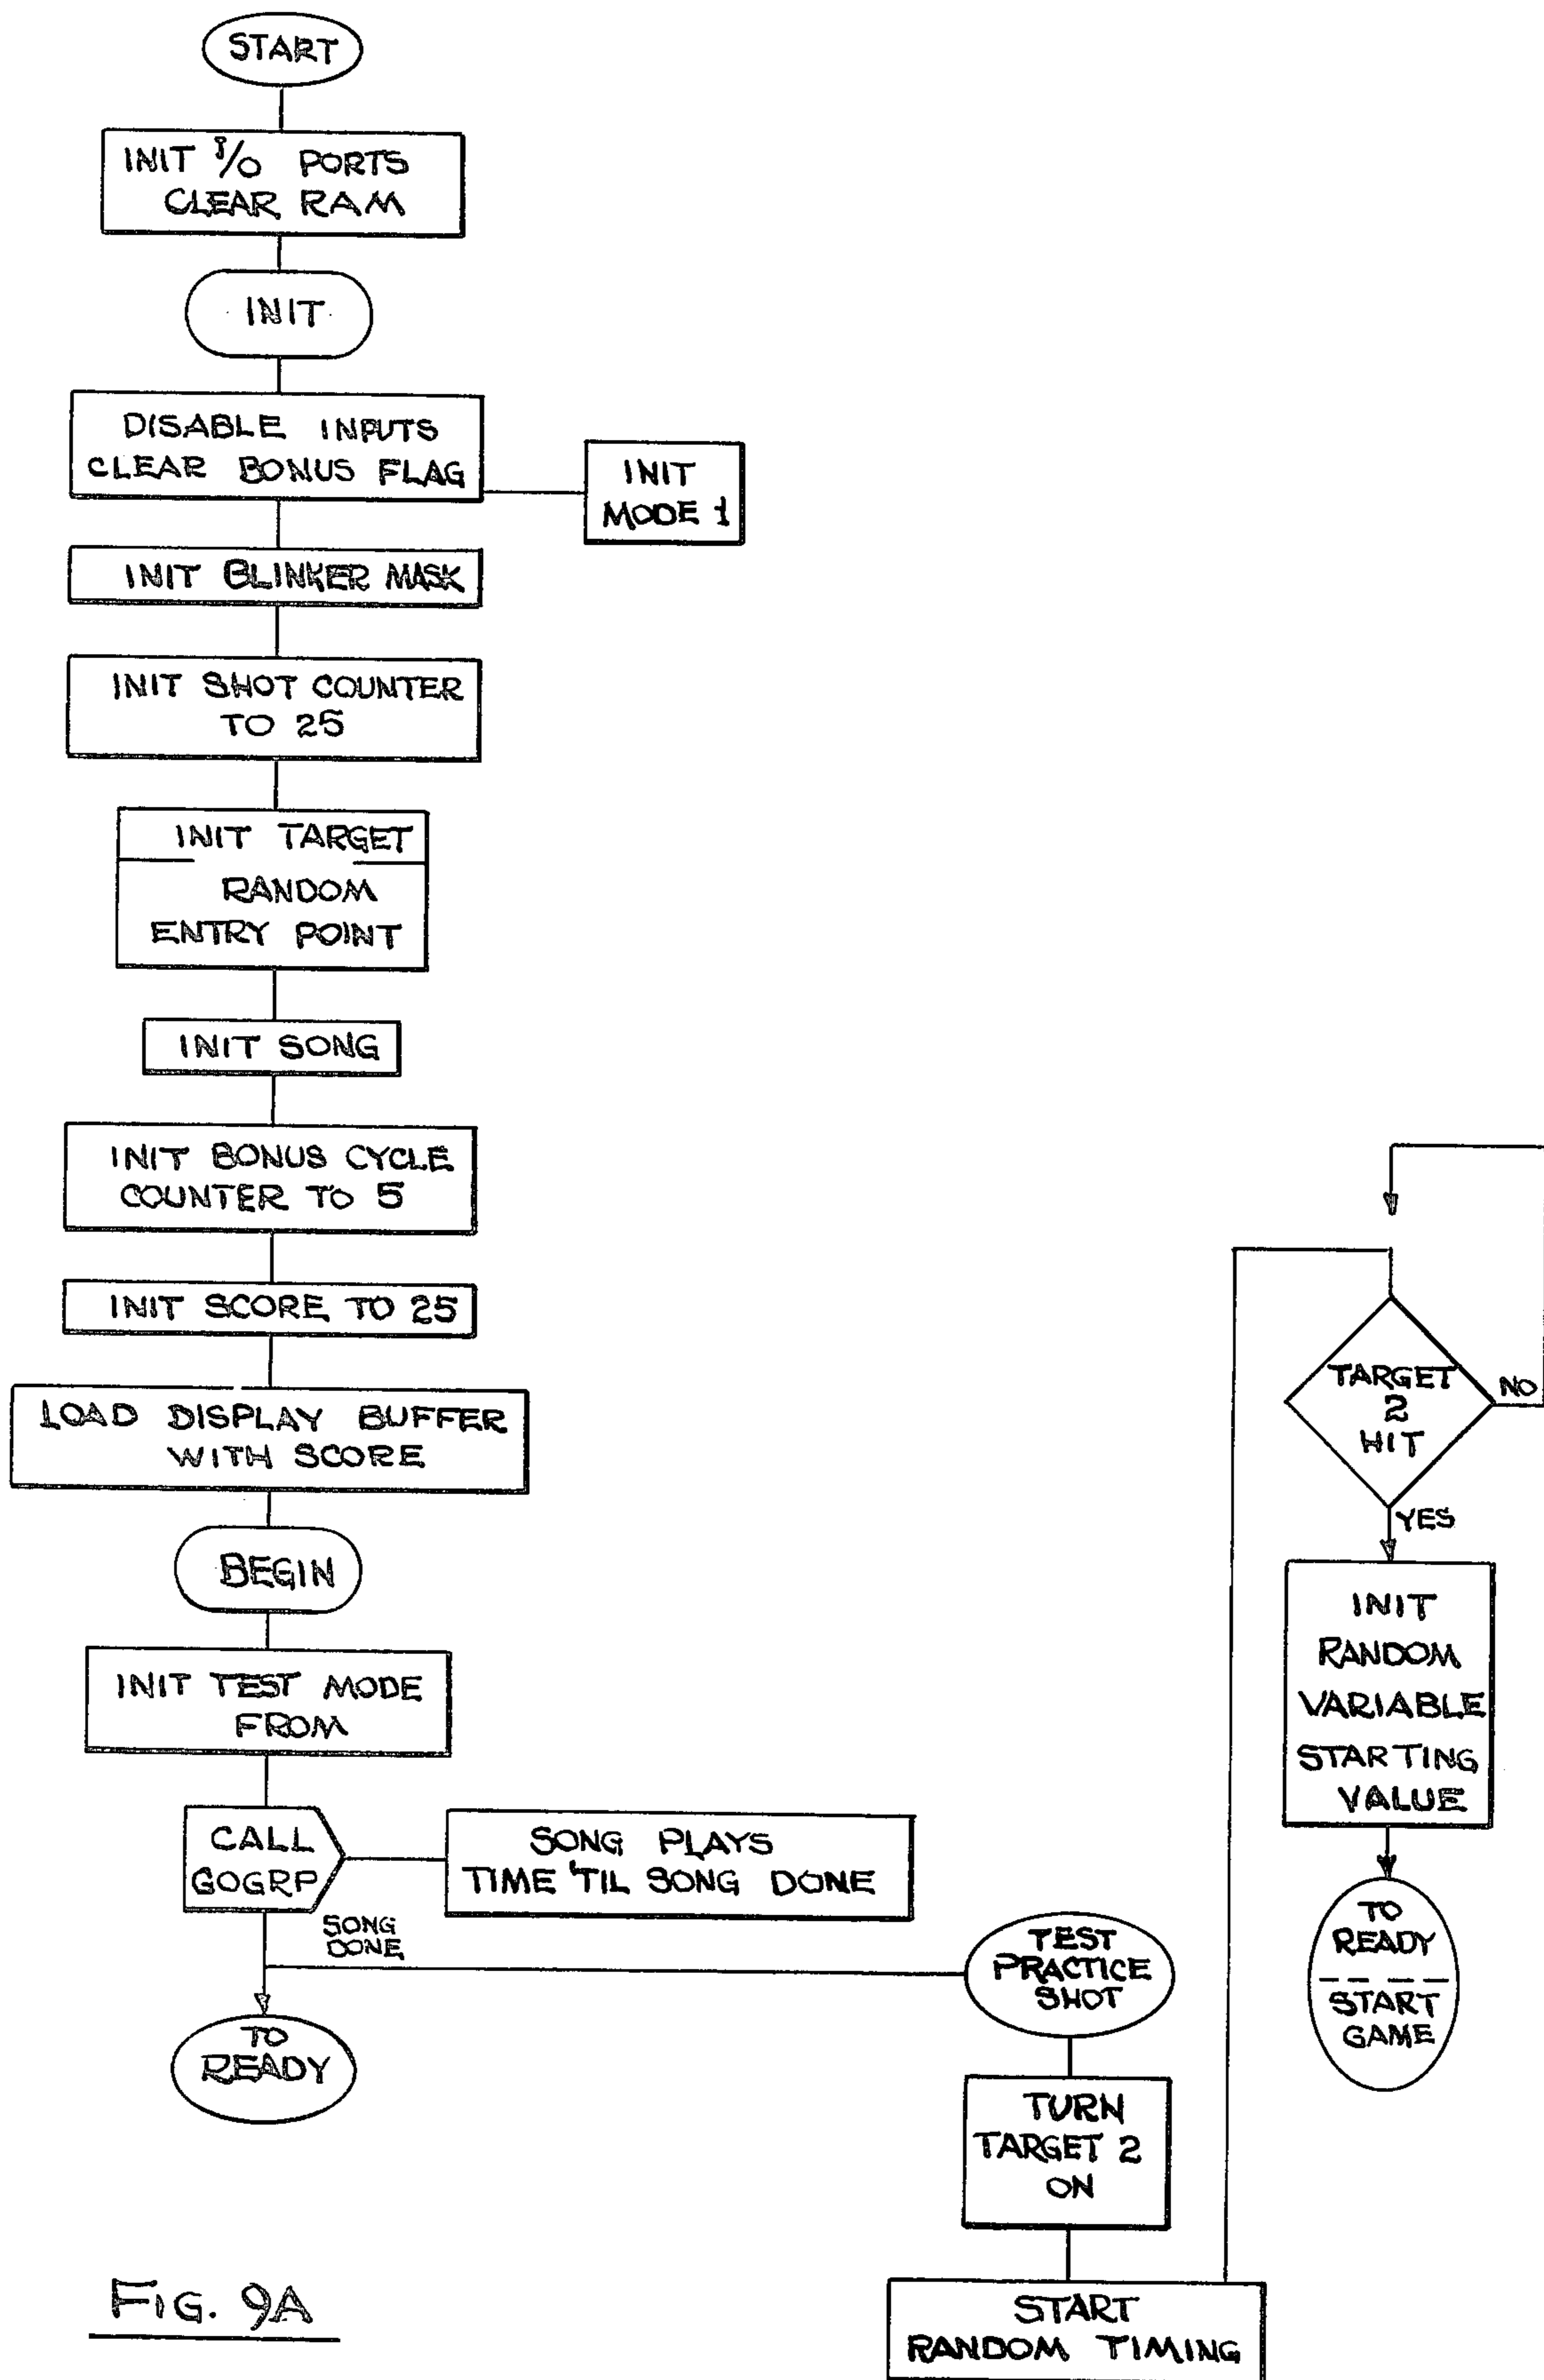 START
INIT I/O PORTS
CLEAR RAM
INIT
DISABLE INPUTS
CLEAR BONUS FLAG
INIT
MODE 1
INIT BLINKER MASK
INIT SHOT COUNTER
TO 25
INIT TARGET
RANDOM
ENTRY POINT
INIT SONG
INIT BONUS CYCLE
COUNTER TO 5
INIT SCORE TO 25
LOAD DISPLAY BUFFER
WITH SCORE
BEGIN
INIT TEST MODE
FROM
CALL
GOGRP
SONG PLAYS
TIME 'TIL SONG DONE
SONG
DONE
TO
READY
TEST
PRACTICE
SHOT
TURN
TARGET 2
ON
START
RANDOM TIMING
TARGET
2
HIT
NO
YES
INIT
RANDOM
VARIABLE
STARTING
VALUE
TO
READY
START
GAME
FIG. 9A